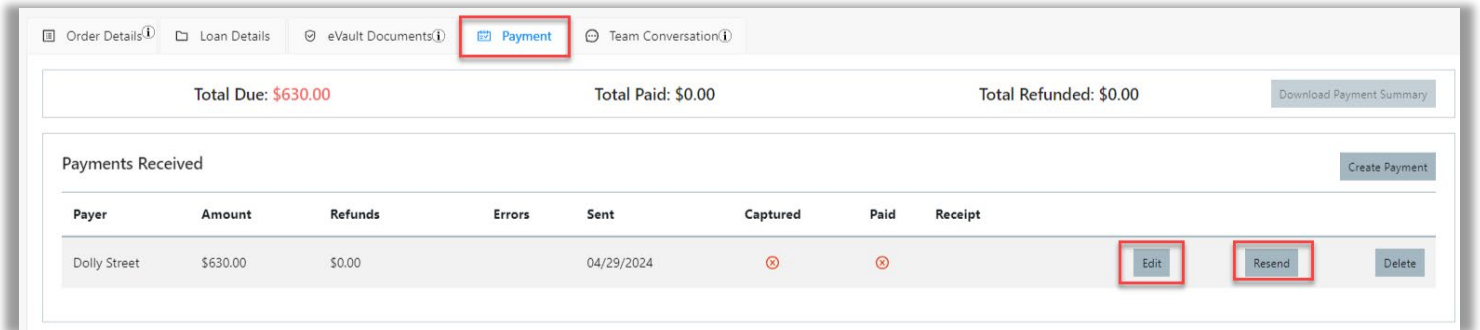 Order Details Loan Details eVault Documents Payment Team Conversation
Total Due: $630.00 Total Paid: $0.00 Total Refunded: $0.00 Download Payment Summary
Payments Received Create Payment
Payer Amount Refunds Errors Sent Captured Paid Receipt
Dolly Street $630.00 $0.00 04/29/2024 Edit Resend Delete